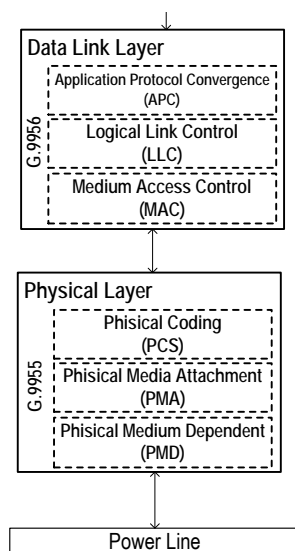 Data Link Layer
G.9956
Application Protocol Convergence
(APC)
Logical Link Control
(LLC)
Medium Access Control
(MAC)
Physical Layer
G.9955
Phisical Coding
(PCS)
Phisical Media Attachment
(PMA)
Phisical Medium Dependent
(PMD)
Power Line